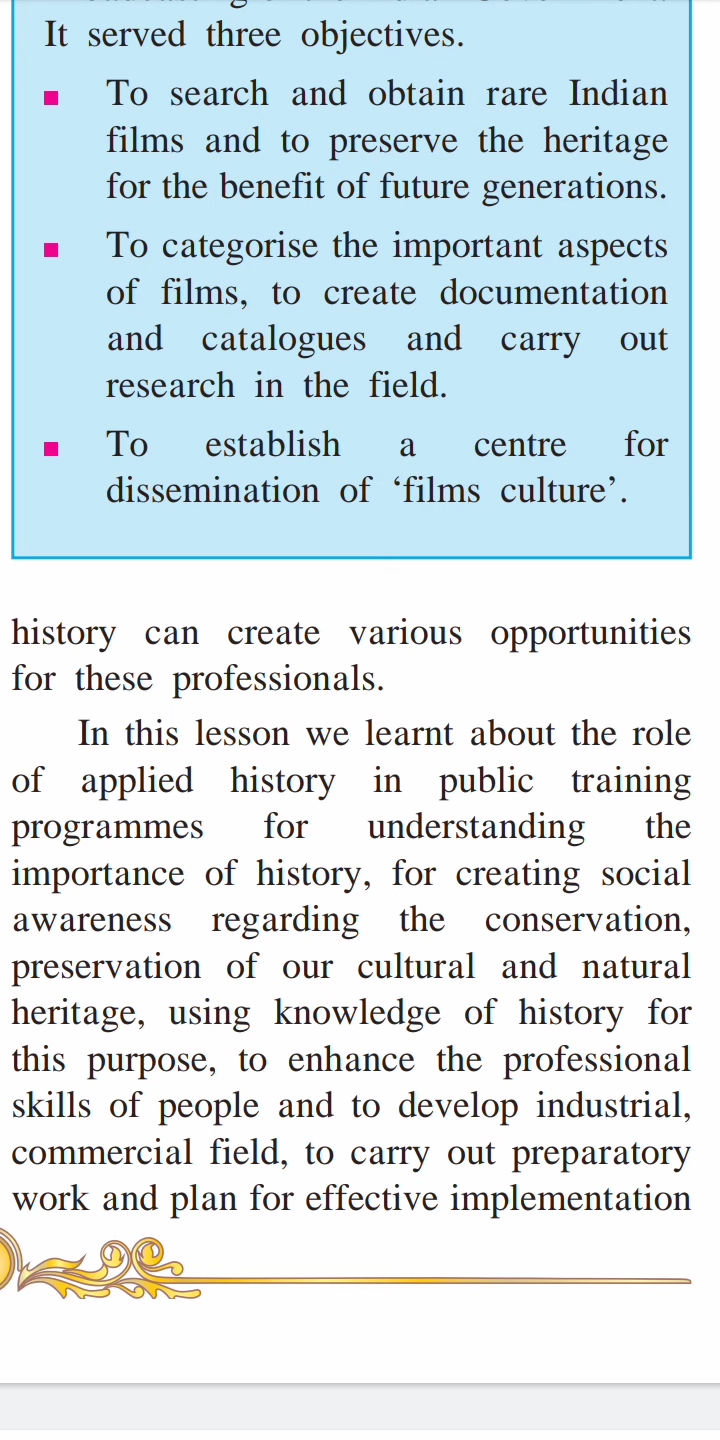 It served three objectives.
To search and obtain rare Indian
films and to preserve the heritage
for the benefit of future generations.
To categorise the important aspects
of films, to create documentation
and catalogues and carry out
research in the field.
To establish a centre for
dissemination of ‘films culture’.
history can create various opportunities
for these professionals.
In this lesson we learnt about the role
of applied history in public training
programmes for understanding the
importance of history, for creating social
awareness regarding the conservation,
preservation of our cultural and natural
heritage, using knowledge of history for
this purpose, to enhance the professional
skills of people and to develop industrial,
commercial field, to carry out preparatory
work and plan for effective implementation